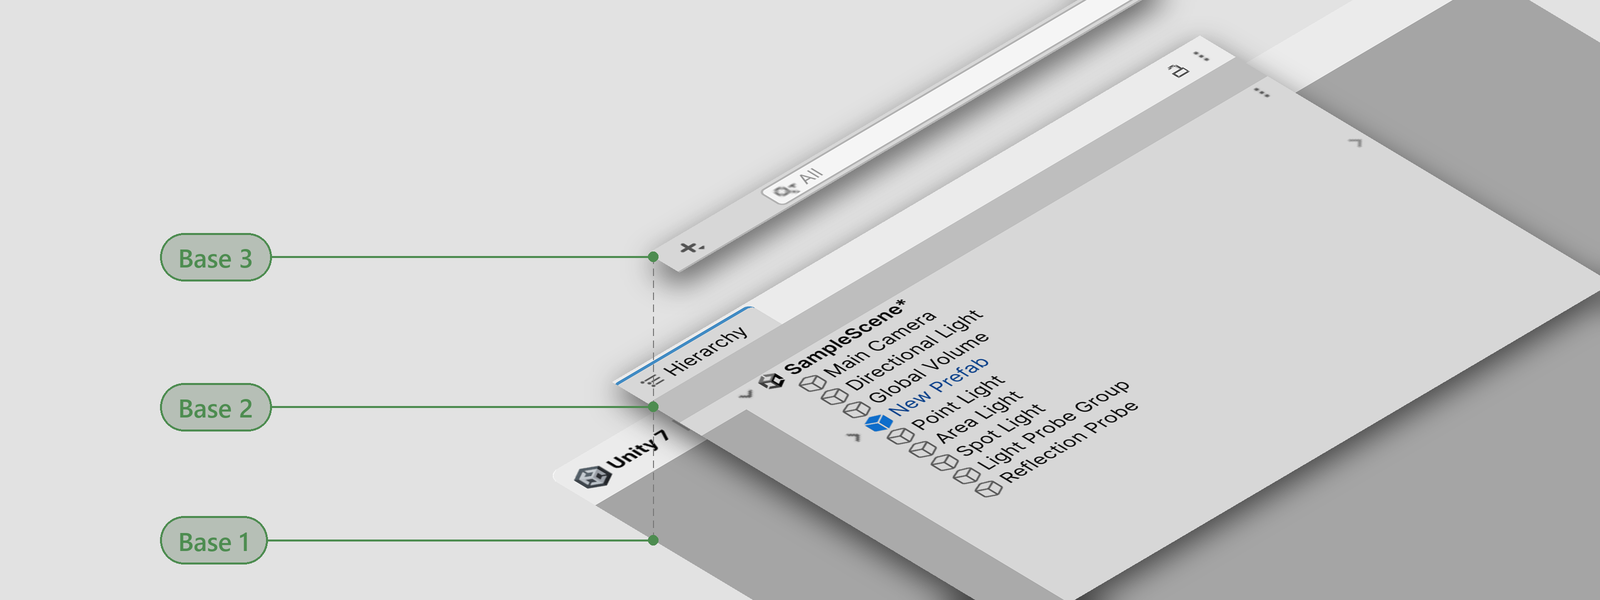 All
Base 3
Hierarchy
SampleScene*
Main Camera
Directional Light
Global Volume
New Prefab
Point Light
Area Light
Spot Light
Light Probe Group
Reflection Probe
Base 2
Unity 7
Base 1